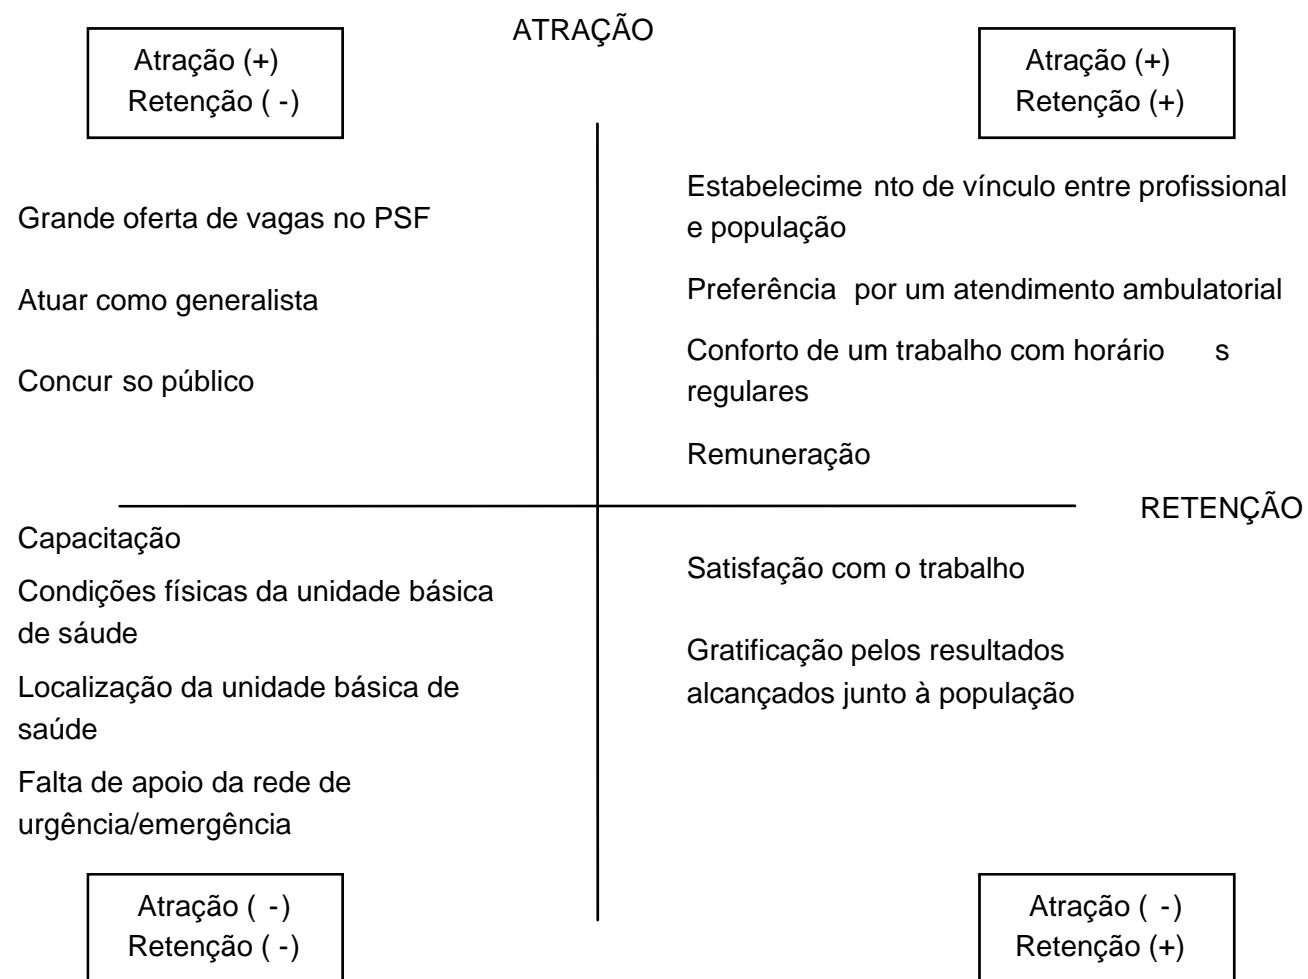 ATRAÇÃO
Atração (+)
Retenção ( -)
Atração (+)
Retenção (+)
Grande oferta de vagas no PSF
Atuar como generalista
Concur so público
Estabelecime nto de vínculo entre profissional
e população
Preferência por um atendimento ambulatorial
Conforto de um trabalho com horário s
regulares
Remuneração
RETENÇÃO
Capacitação
Condições físicas da unidade básica
de sáude
Localização da unidade básica de
saúde
Falta de apoio da rede de
urgência/emergência
Satisfação com o trabalho
Gratificação pelos resultados
alcançados junto à população
Atração ( -)
Retenção ( -)
Atração ( -)
Retenção (+)